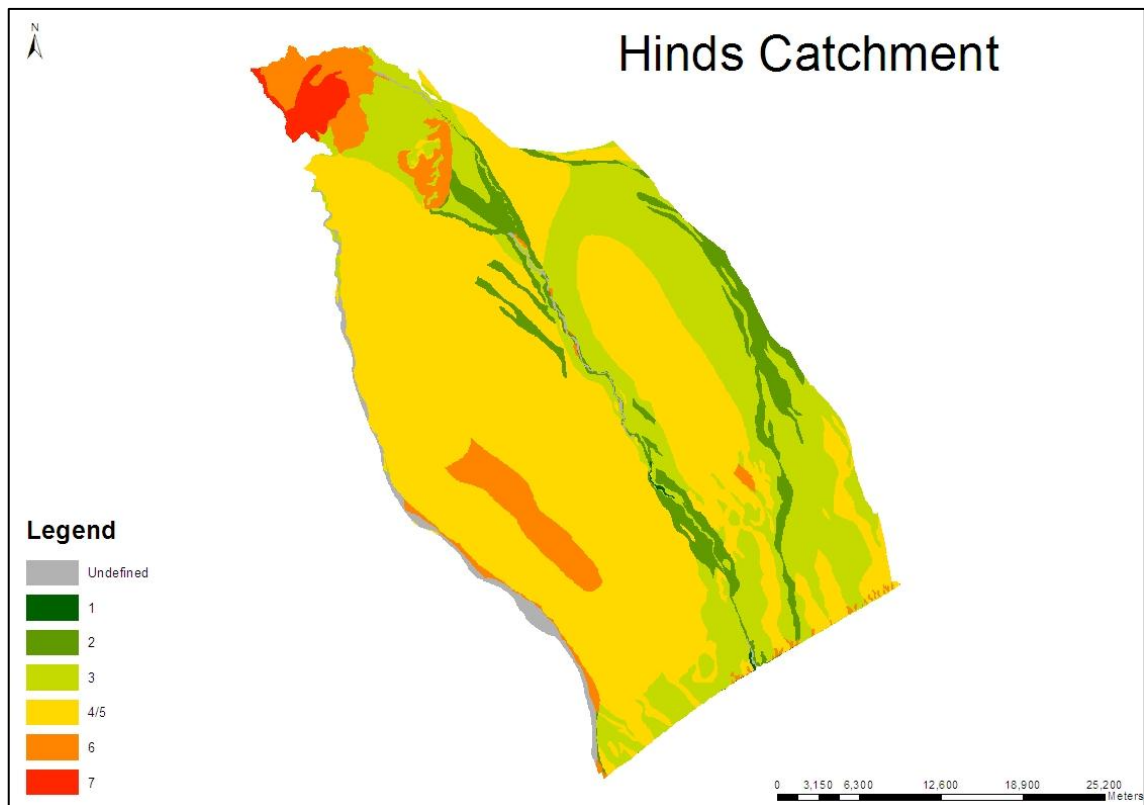 N
Hinds Catchment
Legend
Undefined
1
2
3
4/5
6
7
0 3,150 6,300 12,600 18,900 25,200
Meters